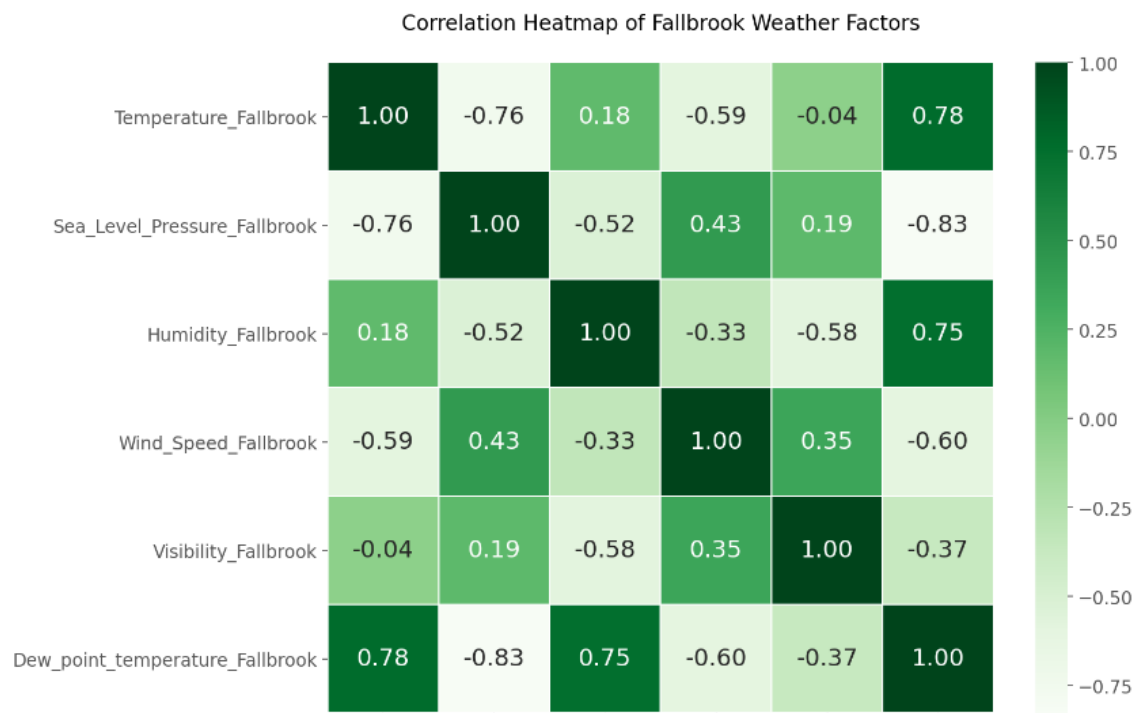 Correlation Heatmap of Fallbrook Weather Factors
Temperature_Fallbrook 1.00 -0.76 0.18 -0.59 -0.04 0.78
Sea_Level_Pressure_Fallbrook -0.76 1.00 -0.52 0.43 0.19 -0.83
Humidity_Fallbrook 0.18 -0.52 1.00 -0.33 -0.58 0.75
Wind_Speed_Fallbrook -0.59 0.43 -0.33 1.00 0.35 -0.60
Visibility_Fallbrook -0.04 0.19 -0.58 0.35 1.00 -0.37
Dew_point_temperature_Fallbrook 0.78 -0.83 0.75 -0.60 -0.37 1.00
1.00
0.75
0.50
0.25
0.00
−0.25
−0.50
−0.75